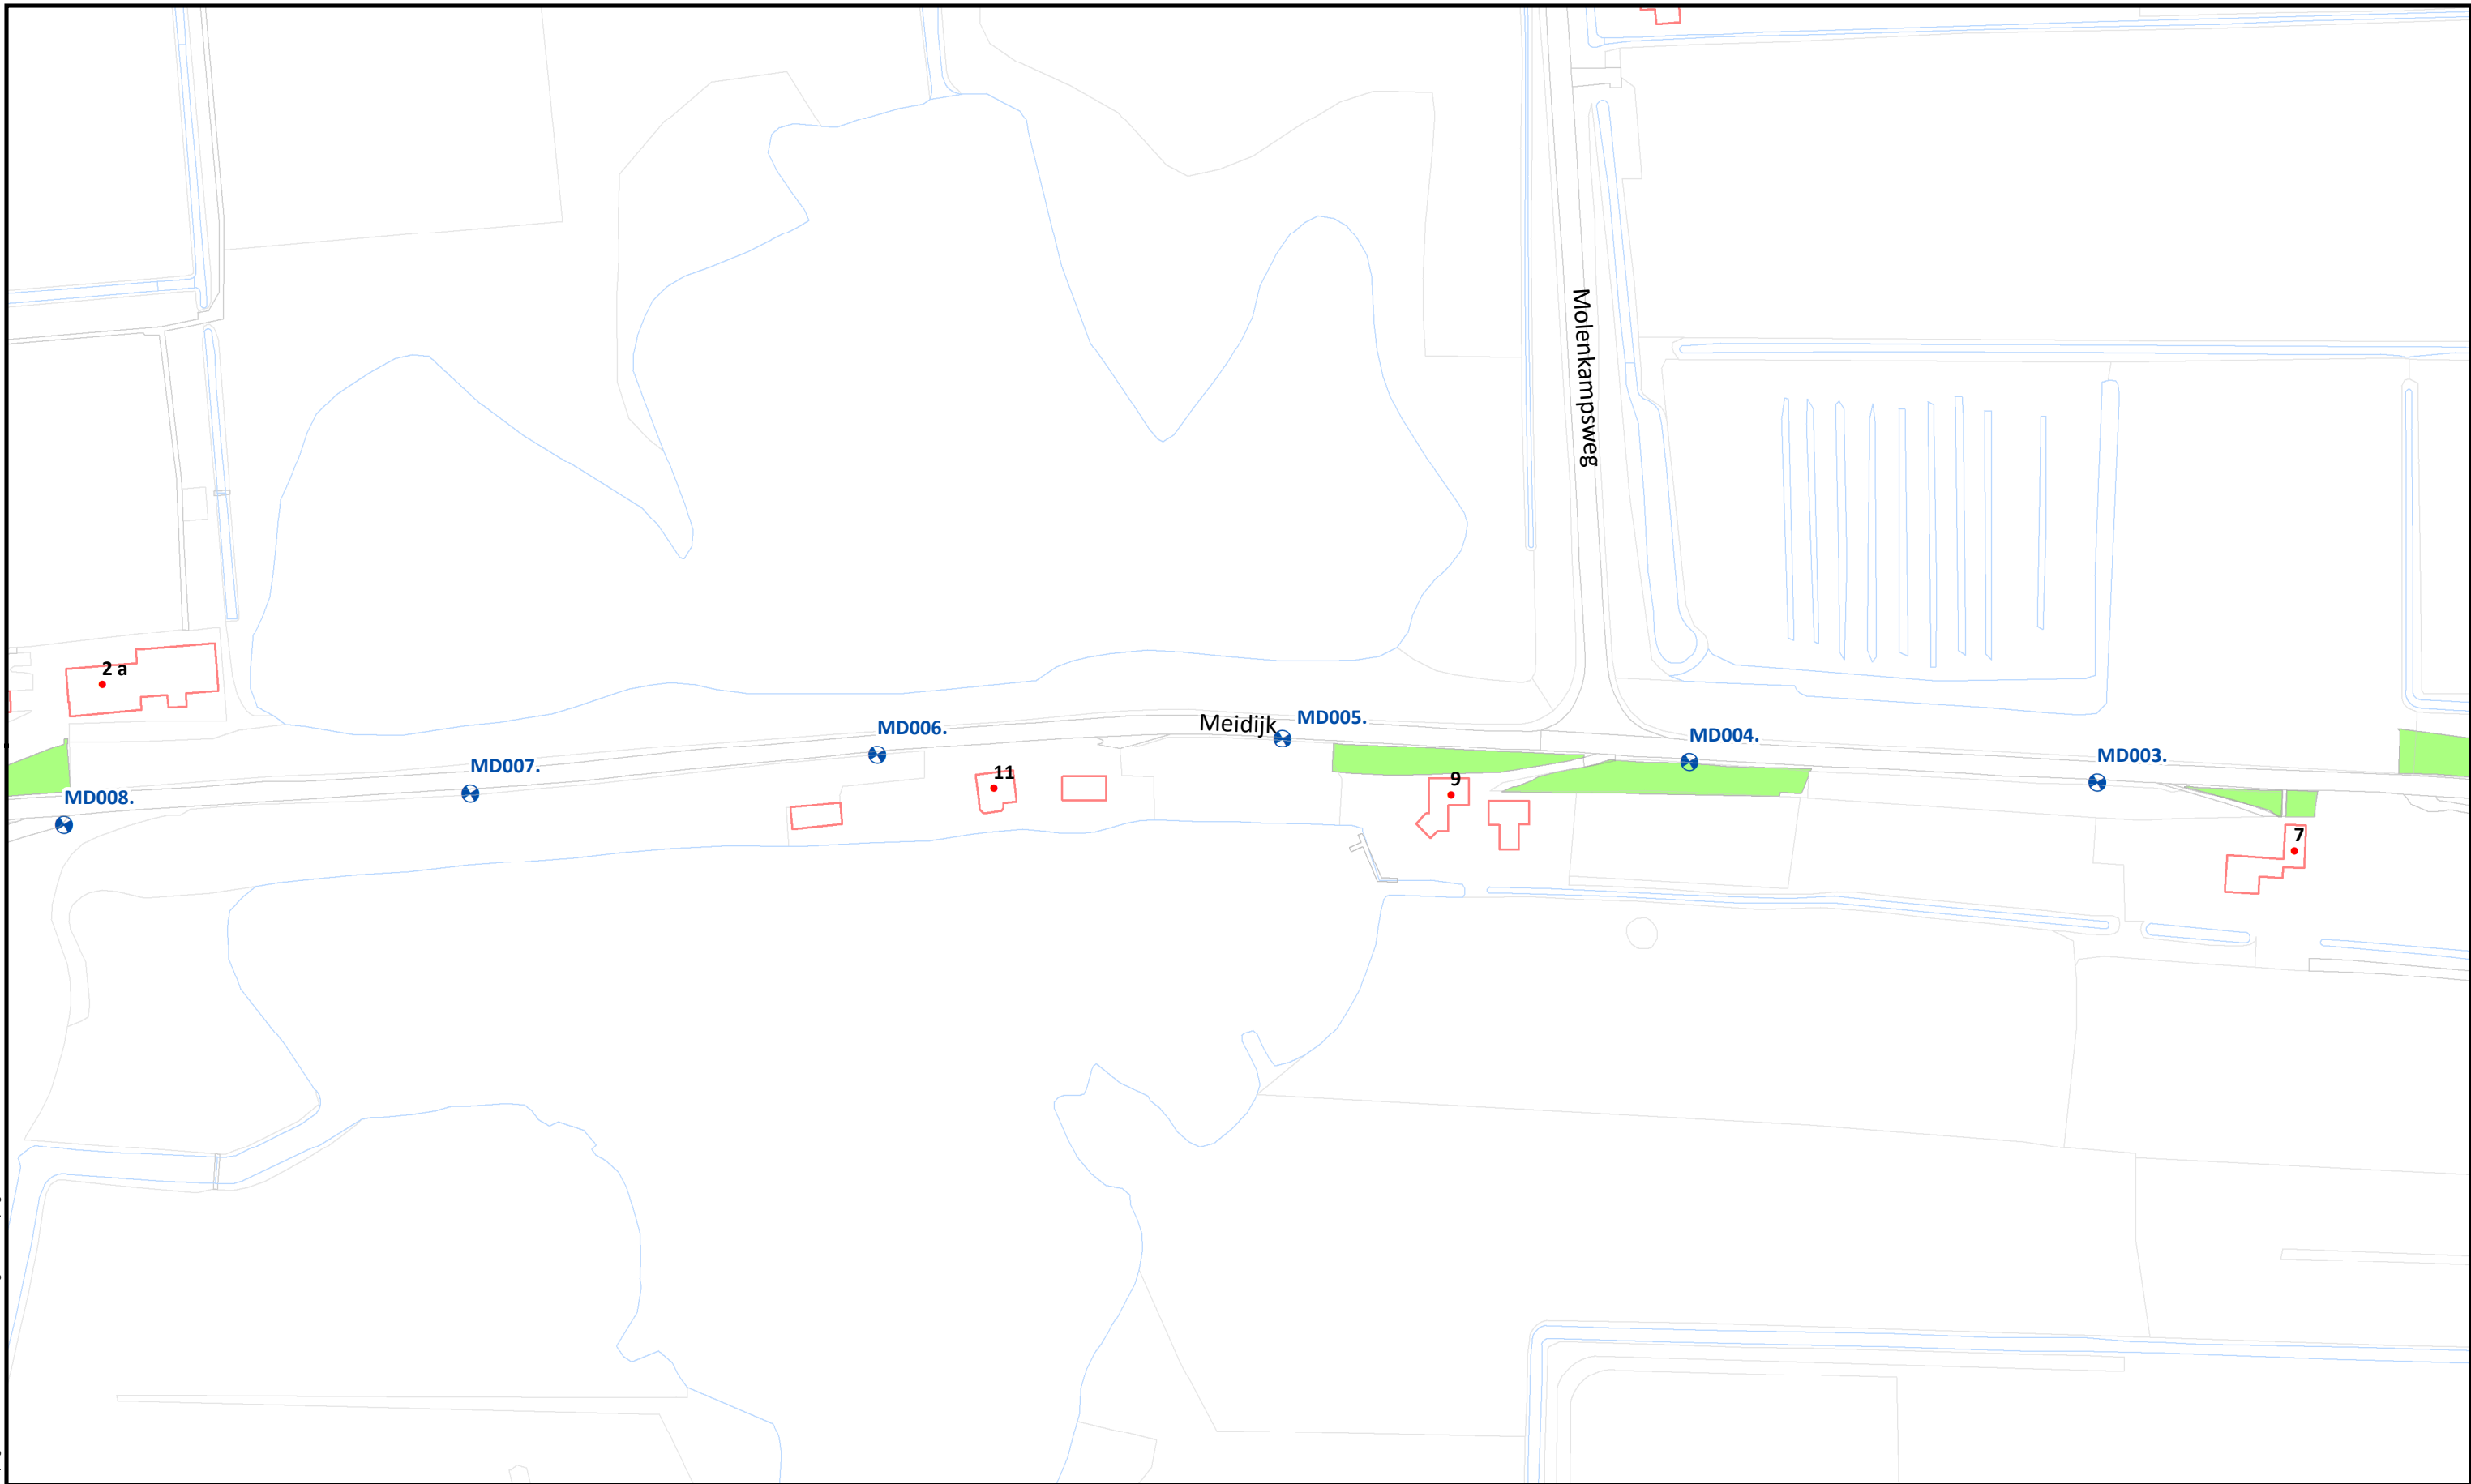 Molenkampsweg
2 a
Meidijk
MD005.
MD006.
MD004.
MD003.
MD007.
11
9
MD008.
7